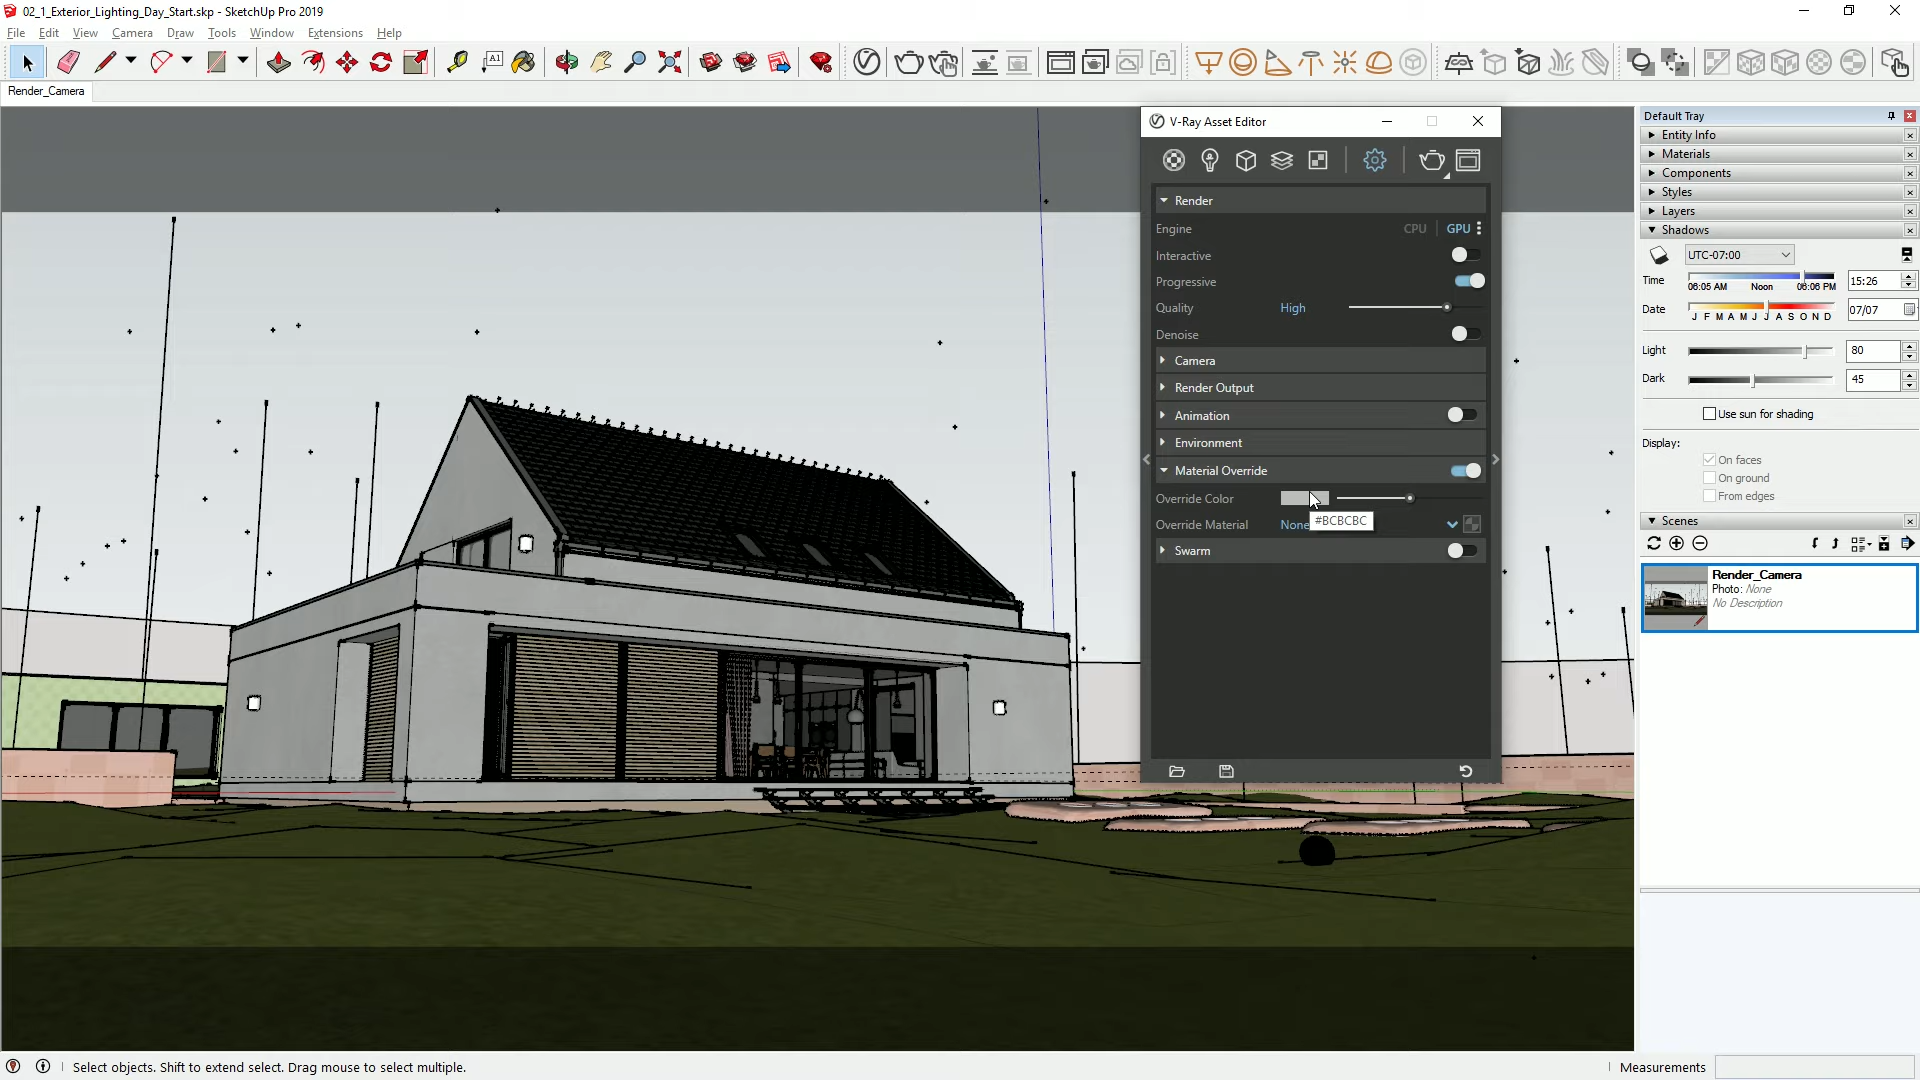 02_1_Exterior_Lighting_Day_Start.skp - SketchUp Pro 2019
File Edit View Camera Draw Tools Window Extensions Help
A1
Render_Camera
V-Ray Asset Editor
Render
Engine CPU GPU
Interactive
Progressive
Quality High
Denoise
Camera
Render Output
Animation
Environment
Material Override
Override Color
#BCBCBC
Override Material None
Swarm
Default Tray
Entity Info
Materials
Components
Styles
Layers
Shadows
UTC-07:00
Time 06:05 AM Noon 06:06 PM 15:26
Date J F M A M J J A S O N D 07/07
Light 80
Dark 45
Use sun for shading
Display:
On faces
On ground
From edges
Scenes
Render_Camera
Photo: None
No Description
Select objects. Shift to extend select. Drag mouse to select multiple.
Measurements